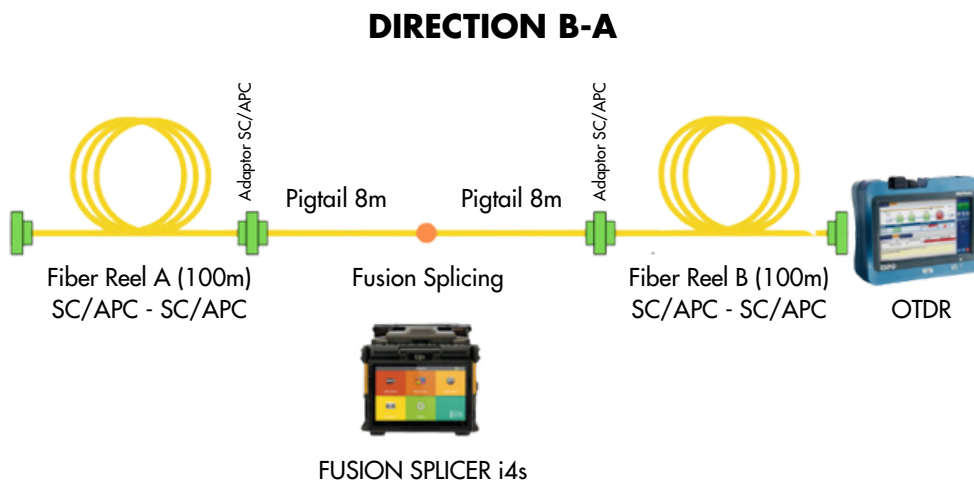 DIRECTION B-A
Adaptor SC/APC
Adaptor SC/APC
Pigtail 8m
Pigtail 8m
Fiber Reel A (100m)
SC/APC - SC/APC
Fusion Splicing
Fiber Reel B (100m)
SC/APC - SC/APC
OTDR
EXFO
FUSION SPLICER i4s